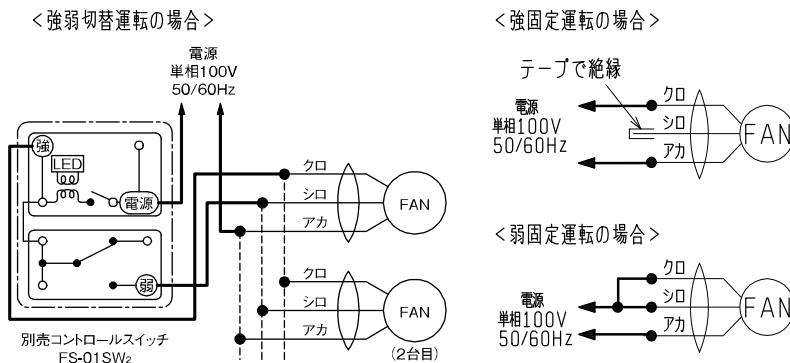 ＜強弱切替運転の場合＞
電源
単相100V
50/60Hz
強
LED
電源
弱
クロ
シロ
アカ
FAN
クロ
シロ
アカ
FAN
(2台目)
別売コントロールスイッチ
FS-01SW₂
＜強固定運転の場合＞
テープで絶縁
電源
単相100V
50/60Hz
クロ
シロ
アカ
FAN
＜弱固定運転の場合＞
電源
単相100V
50/60Hz
クロ
シロ
アカ
FAN